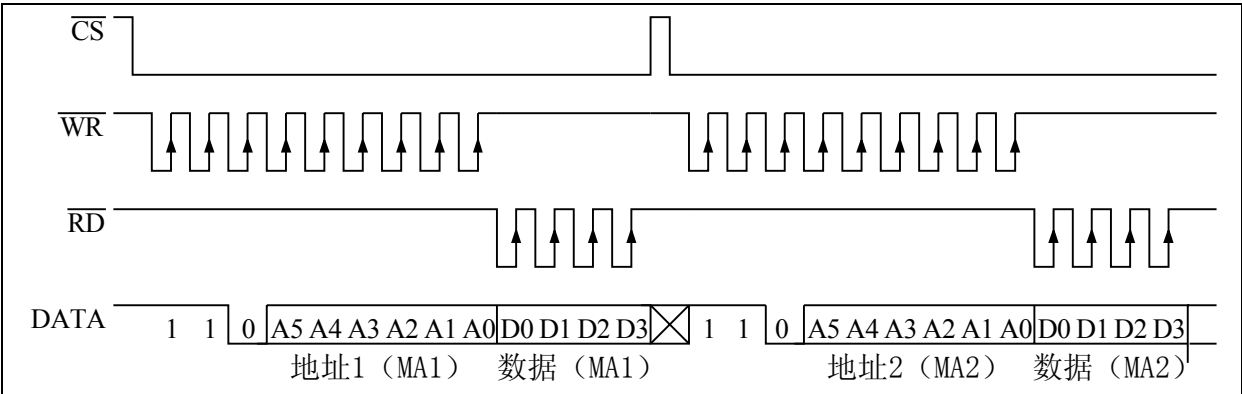 CS
WR
RD
DATA 1 1 0 A5 A4 A3 A2 A1 A0 D0 D1 D2 D3 1 1 0 A5 A4 A3 A2 A1 A0 D0 D1 D2 D3
地址1（MA1） 数据（MA1） 地址2（MA2） 数据（MA2）